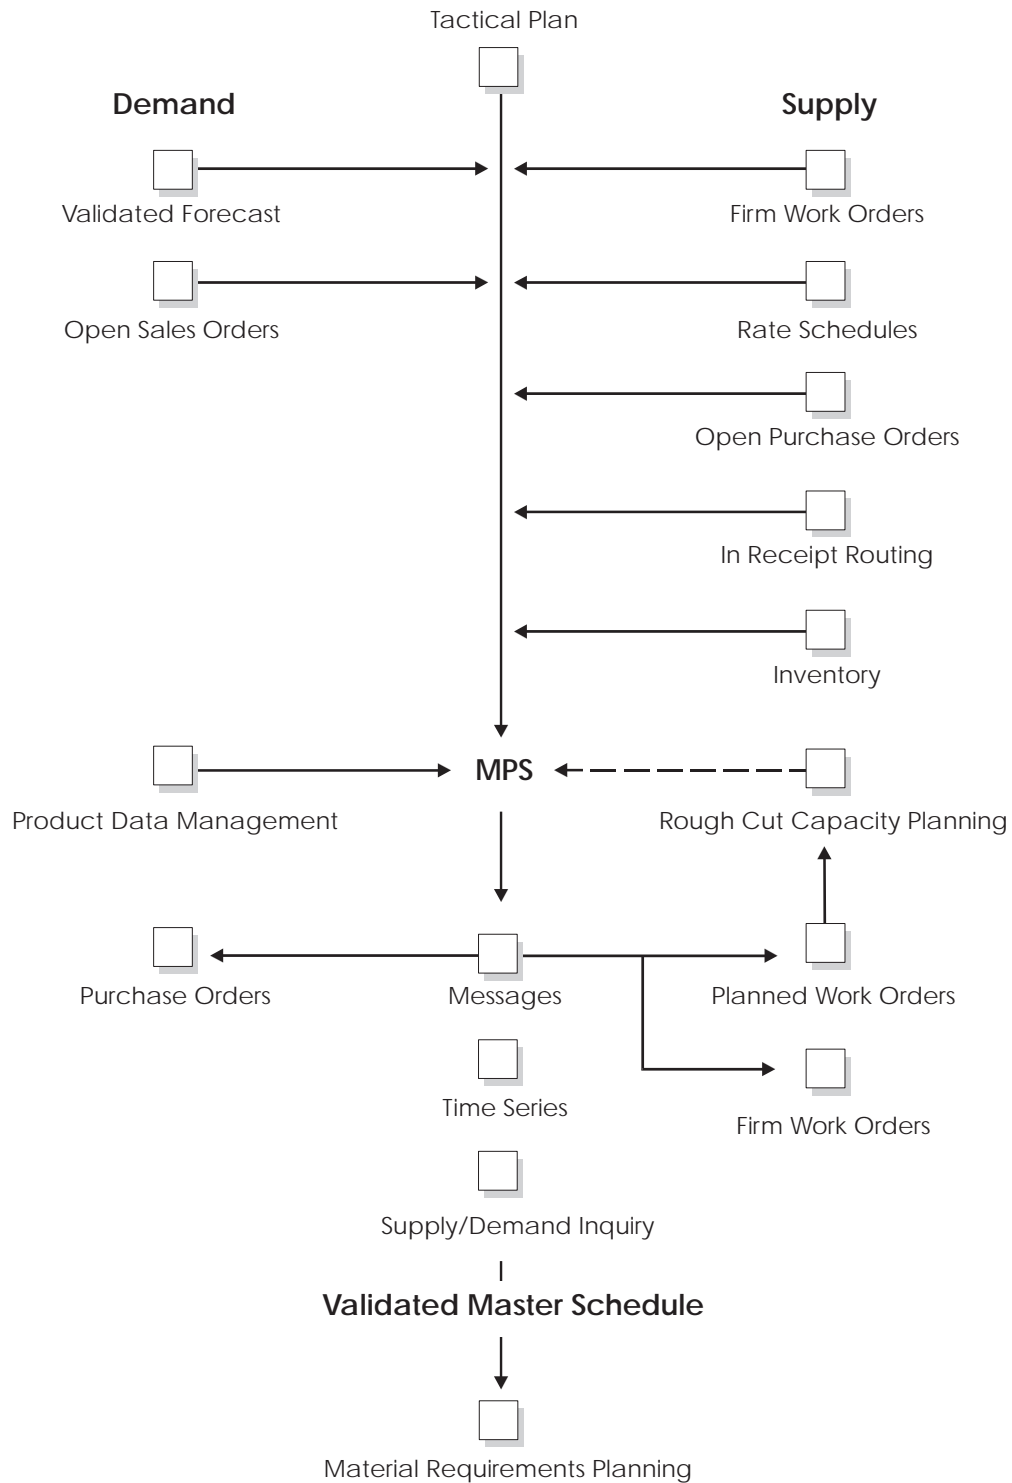 Tactical Plan
Demand
Supply
Validated Forecast
Firm Work Orders
Open Sales Orders
Rate Schedules
Open Purchase Orders
In Receipt Routing
Inventory
MPS
Product Data Management
Rough Cut Capacity Planning
Purchase Orders
Messages
Planned Work Orders
Time Series
Firm Work Orders
Supply/Demand Inquiry
Validated Master Schedule
Material Requirements Planning